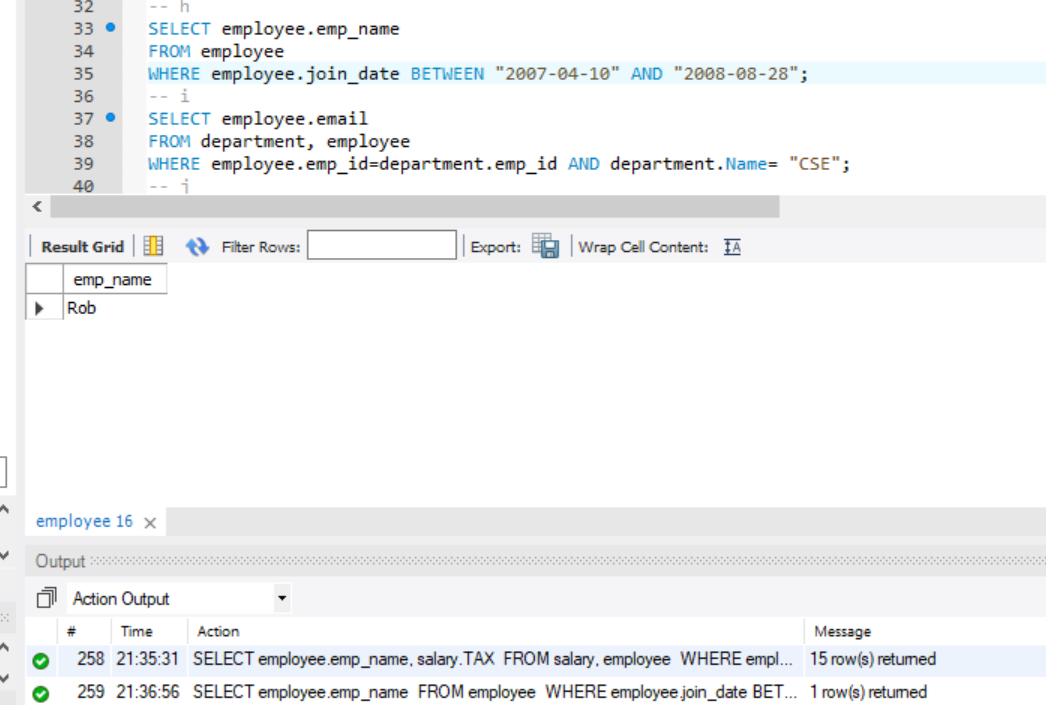 32 -- h
33 SELECT employee.emp_name
34 FROM employee
35 WHERE employee.join_date BETWEEN "2007-04-10" AND "2008-08-28";
36 -- i
37 SELECT employee.email
38 FROM department, employee
39 WHERE employee.emp_id=department.emp_id AND department.Name= "CSE";
40 -- j
Result Grid Filter Rows: Export: Wrap Cell Content: IA
emp_name
Rob
employee 16
Output
Action Output
# Time Action Message
258 21:35:31 SELECT employee.emp_name, salary.TAX FROM salary, employee WHERE empl... 15 row(s) returned
259 21:36:56 SELECT employee.emp_name FROM employee WHERE employee.join_date BET... 1 row(s) returned